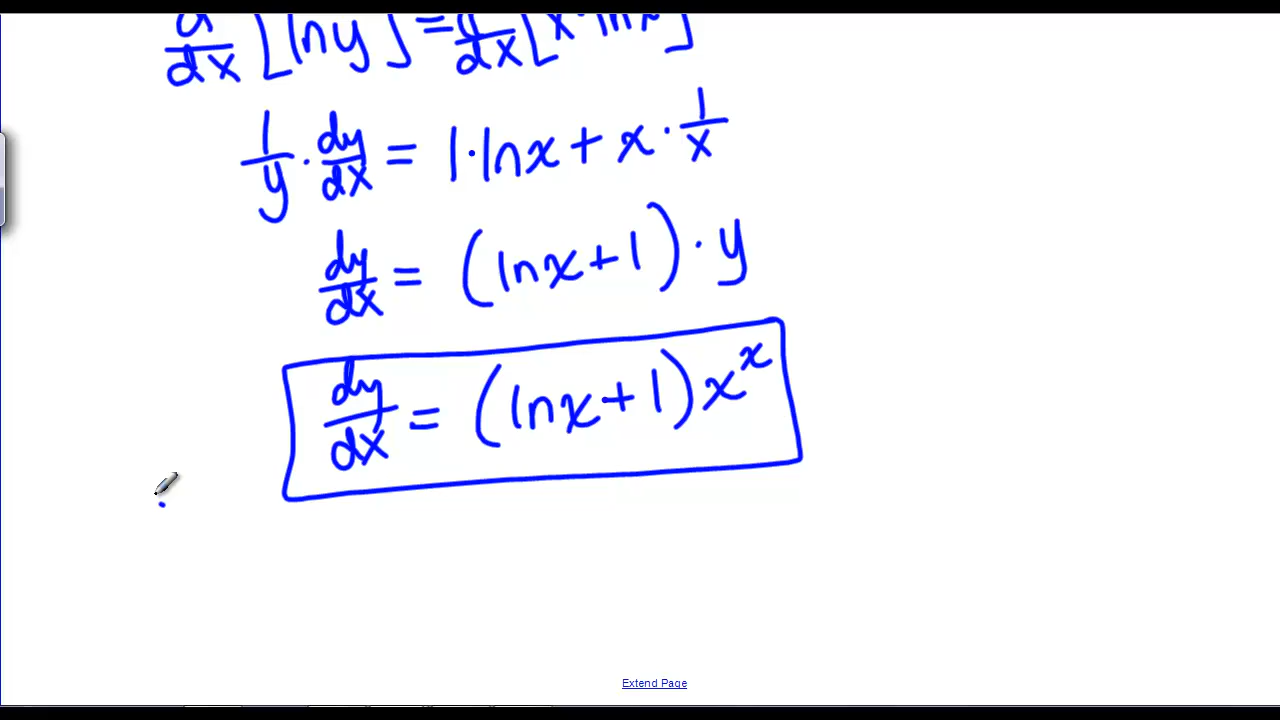 d/dx [ln y] = d/dx [x · ln x]
1/y · dy/dx = 1 · ln x + x · 1/x
dy/dx = (ln x + 1) · y
dy/dx = (ln x + 1) x^x
Extend Page